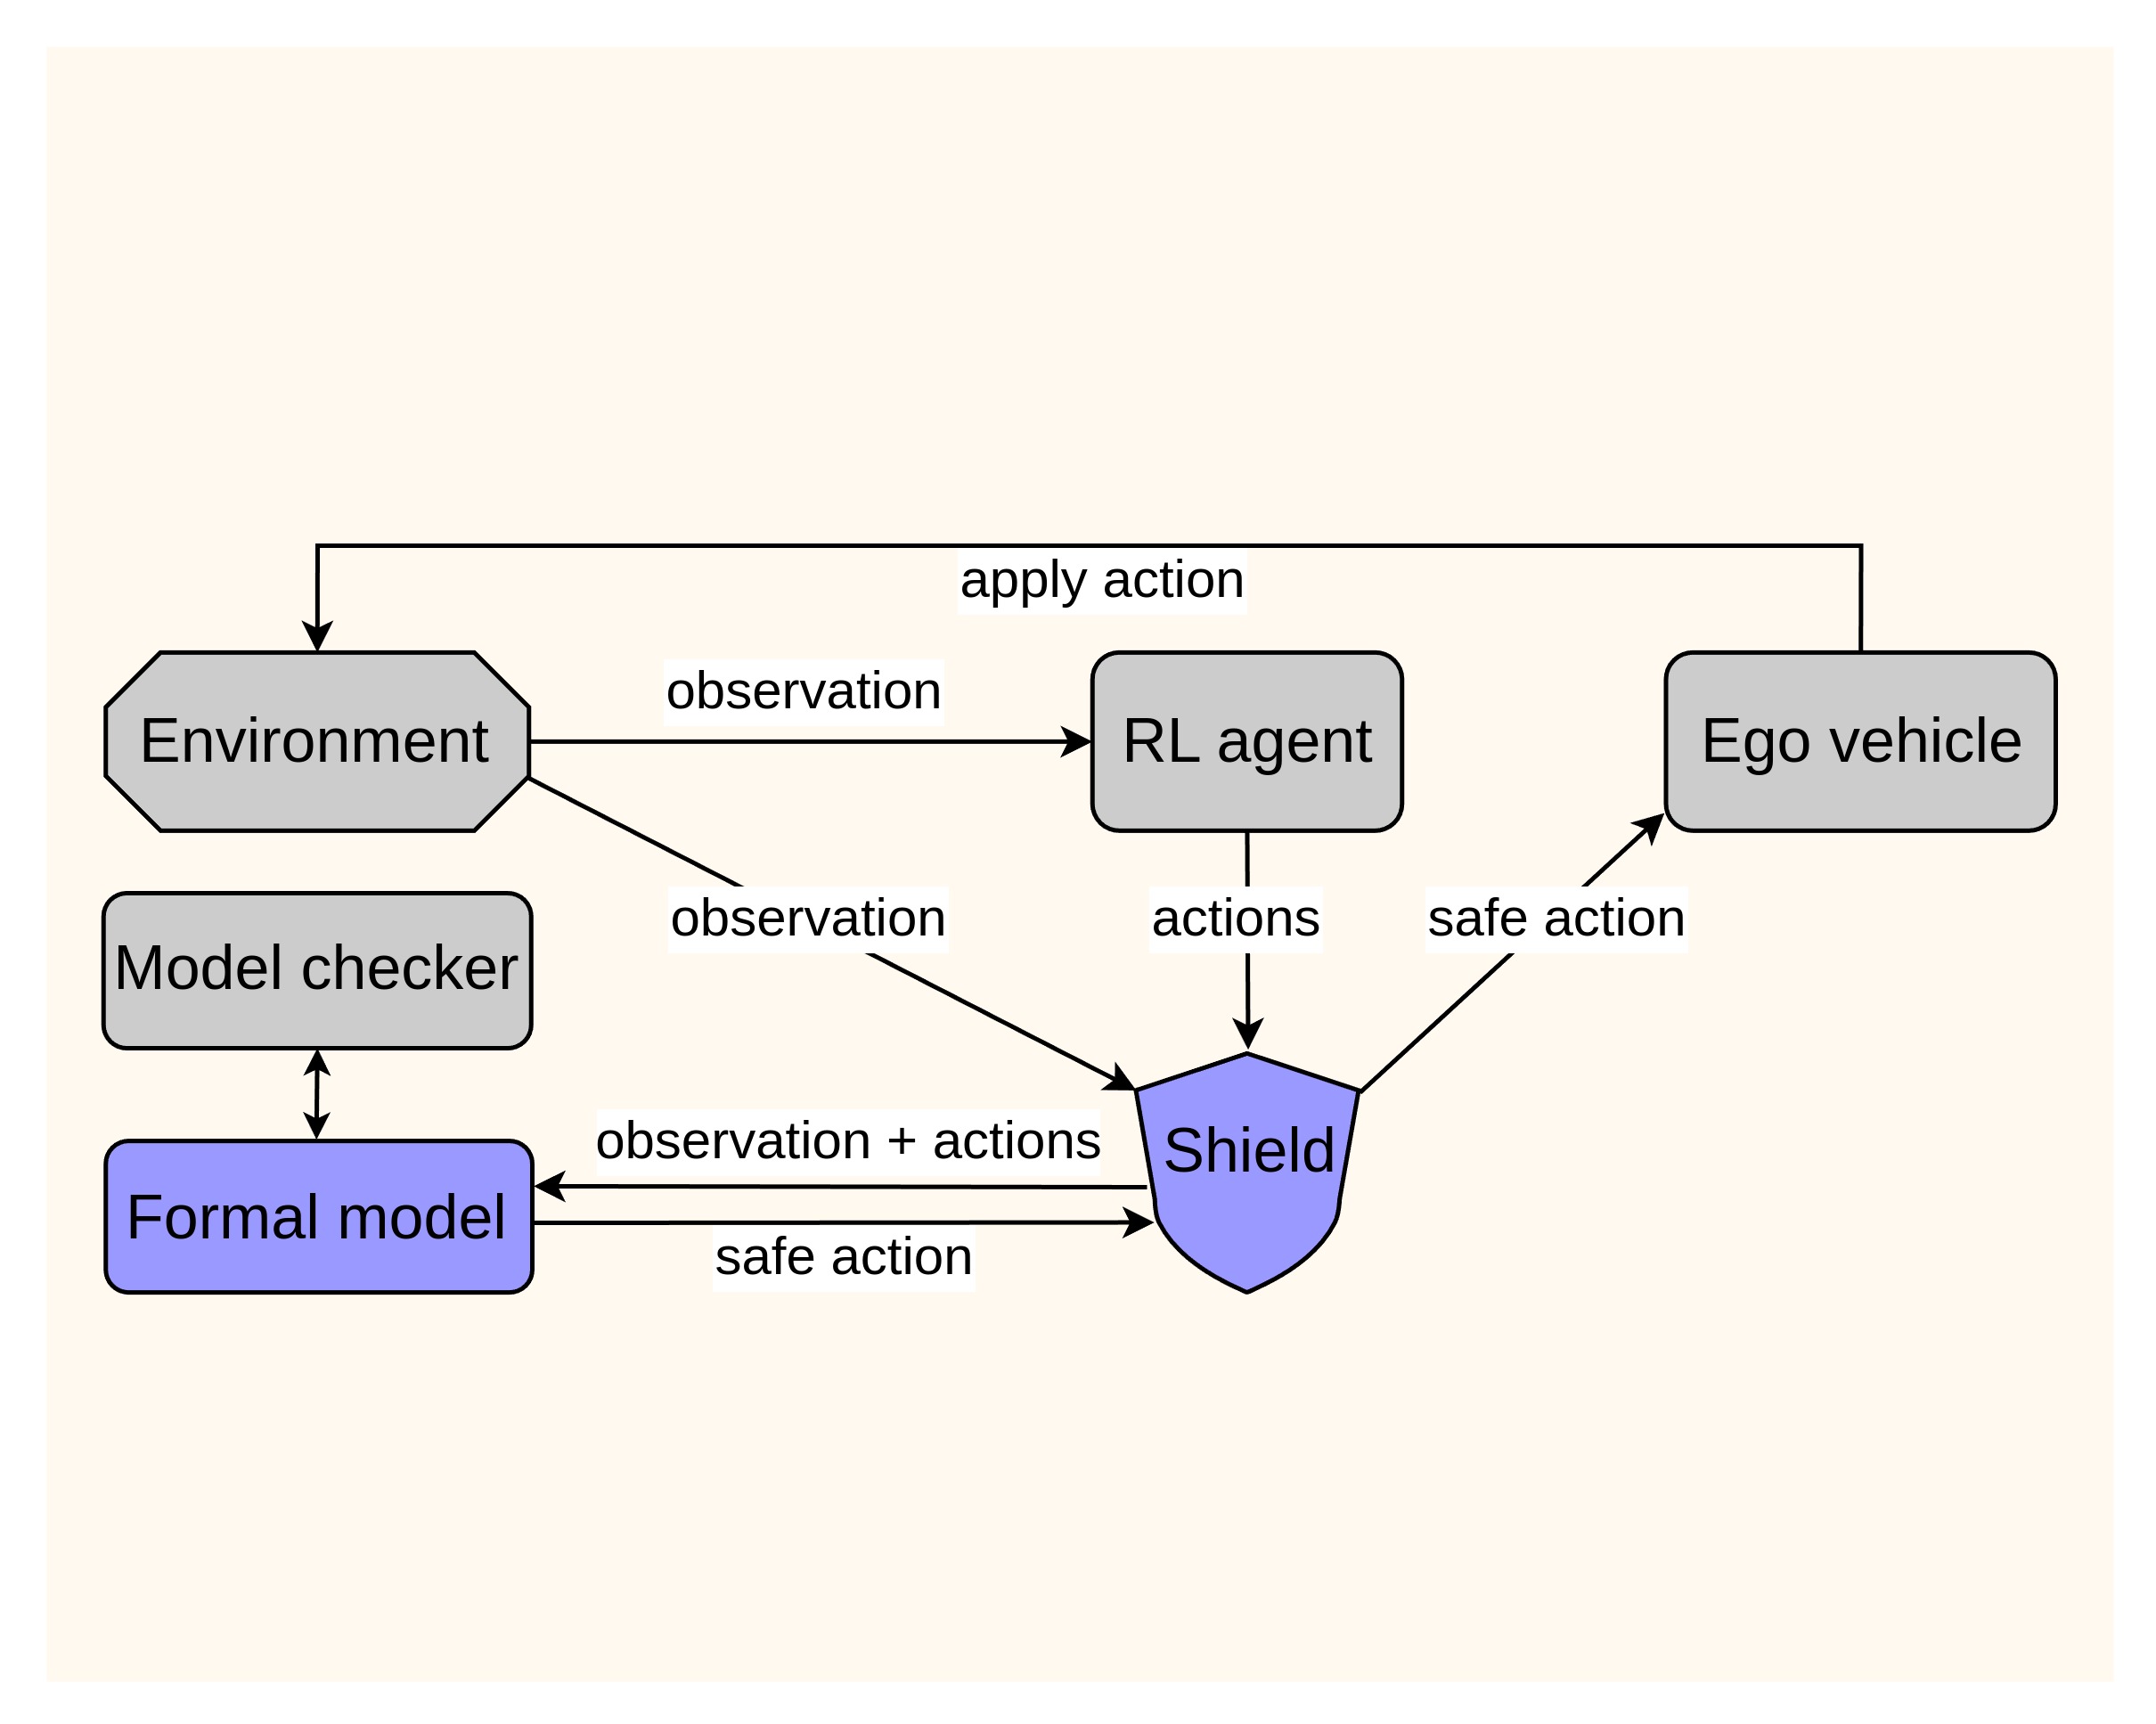 apply action
observation
Environment
RL agent
Ego vehicle
observation
actions
safe action
Model checker
observation + actions
Shield
Formal model
safe action